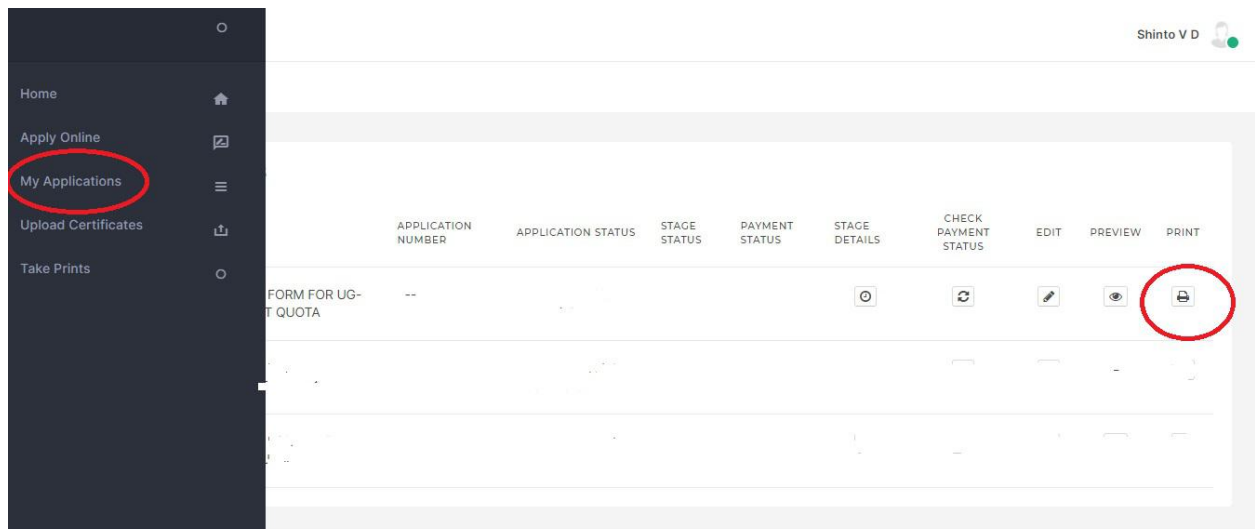 Shinto V D
Home
Apply Online
My Applications
Upload Certificates
Take Prints
APPLICATION
NUMBER
APPLICATION STATUS
STAGE
STATUS
PAYMENT
STATUS
STAGE
DETAILS
CHECK
PAYMENT
STATUS
EDIT
PREVIEW
PRINT
FORM FOR UG-
T QUOTA
--